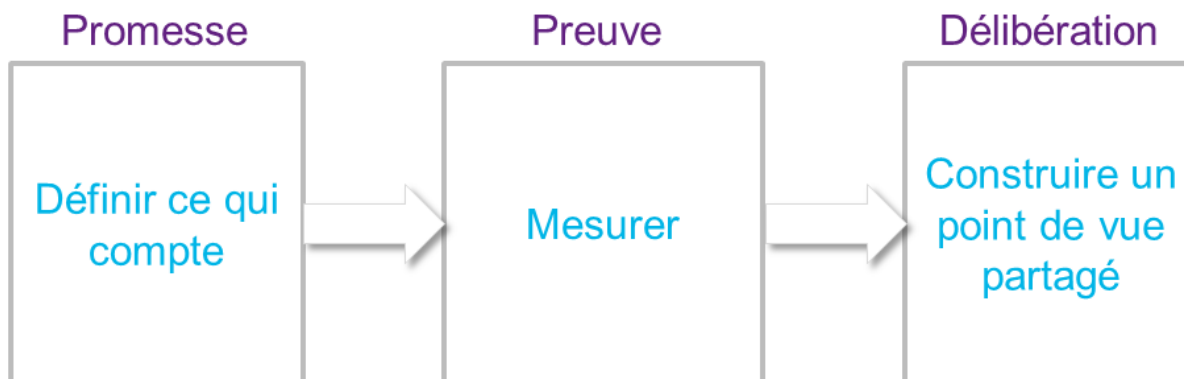 Promesse
Preuve
Délibération
Définir ce qui
compte
Mesurer
Construire un
point de vue
partagé